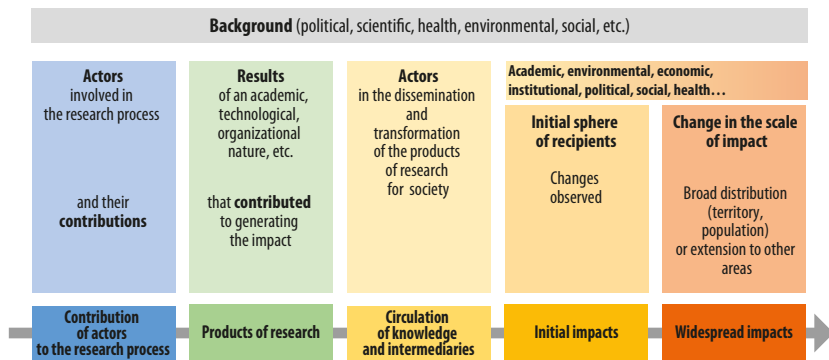 Background (political, scientific, health, environmental, social, etc.)
Actors
involved in
the research process
and their
contributions
Results
of an academic,
technological,
organizational
nature, etc.
that contributed
to generating
the impact
Actors
in the dissemination
and
transformation
of the products
of research
for society
Academic, environmental, economic,
institutional, political, social, health…
Initial sphere
of recipients
Changes
observed
Change in the scale
of impact
Broad distribution
(territory,
population)
or extension to other
areas
Contribution
of actors
to the research process
Products of research
Circulation
of knowledge
and intermediaries
Initial impacts
Widespread impacts